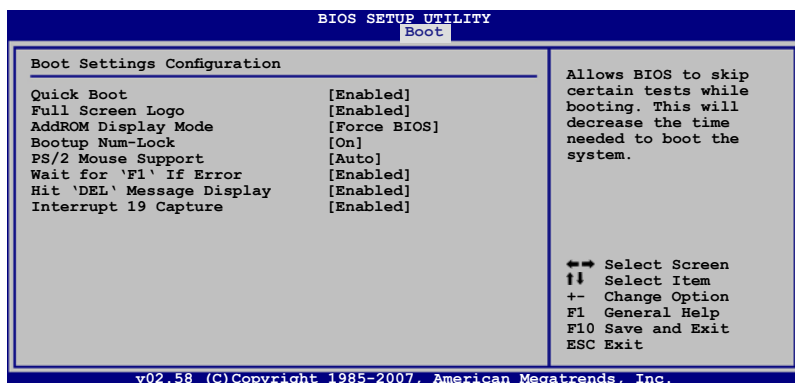 BIOS SETUP UTILITY
Boot
Boot Settings Configuration
Quick Boot [Enabled]
Full Screen Logo [Enabled]
AddROM Display Mode [Force BIOS]
Bootup Num-Lock [On]
PS/2 Mouse Support [Auto]
Wait for ‘F1‘ If Error [Enabled]
Hit ‘DEL‘ Message Display [Enabled]
Interrupt 19 Capture [Enabled]
Allows BIOS to skip
certain tests while
booting. This will
decrease the time
needed to boot the
system.
←→ Select Screen
↑↓ Select Item
+- Change Option
F1 General Help
F10 Save and Exit
ESC Exit
v02.58 (C)Copyright 1985-2007, American Megatrends, Inc.